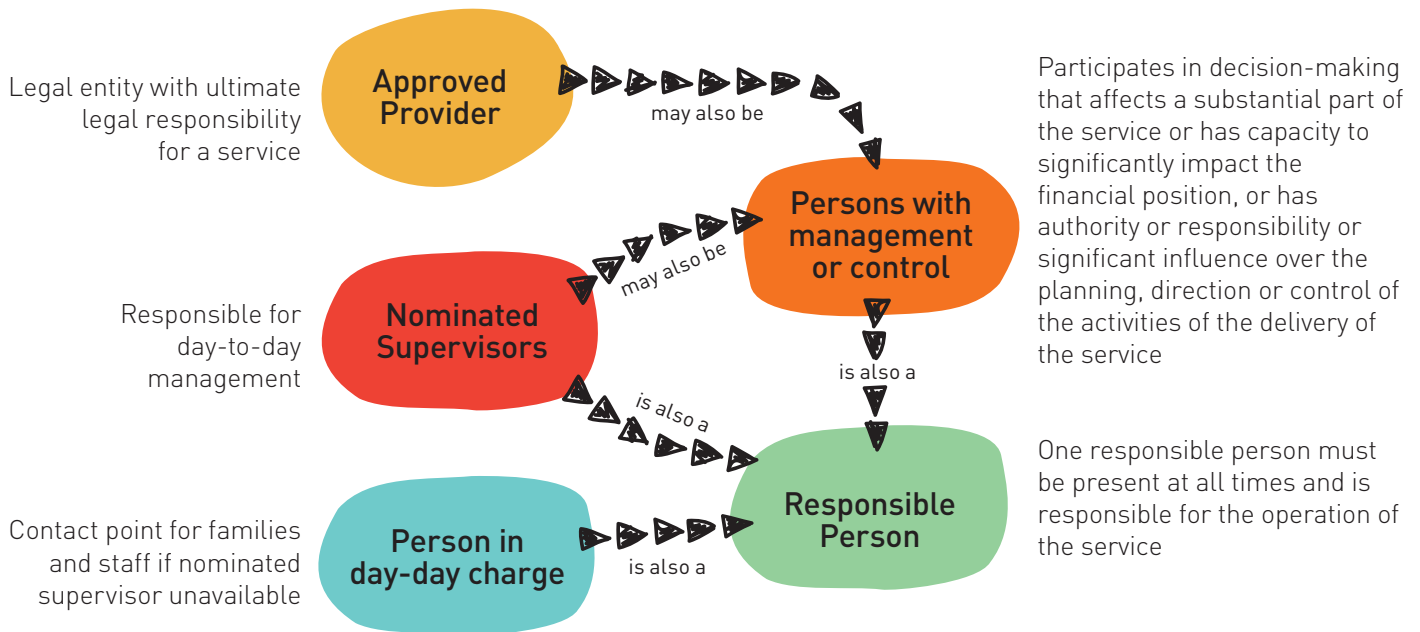 Legal entity with ultimate
legal responsibility
for a service
Approved
Provider
may also be
Participates in decision-making
that affects a substantial part of
the service or has capacity to
significantly impact the
financial position, or has
authority or responsibility or
significant influence over the
planning, direction or control of
the activities of the delivery of
the service
Persons with
management
or control
Responsible for
day-to-day
management
Nominated
Supervisors
may also be
is also a
is also a
Contact point for families
and staff if nominated
supervisor unavailable
Person in
day-day charge
is also a
Responsible
Person
One responsible person must
be present at all times and is
responsible for the operation of
the service